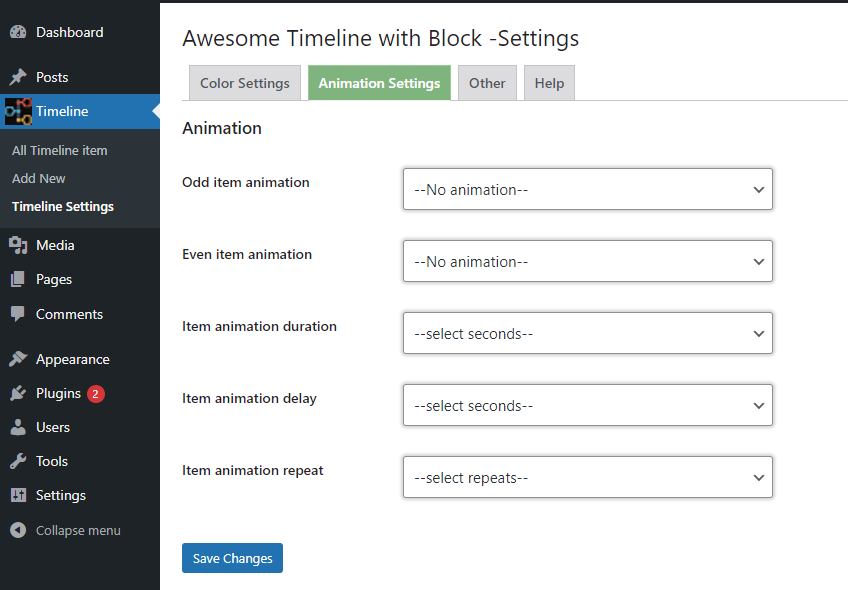 Dashboard
Posts
Timeline
All Timeline item
Add New
Timeline Settings
Media
Pages
Comments
Appearance
Plugins 2
Users
Tools
Settings
Collapse menu
Awesome Timeline with Block -Settings
Color Settings Animation Settings Other Help
Animation
Odd item animation --No animation--
Even item animation --No animation--
Item animation duration --select seconds--
Item animation delay --select seconds--
Item animation repeat --select repeats--
Save Changes